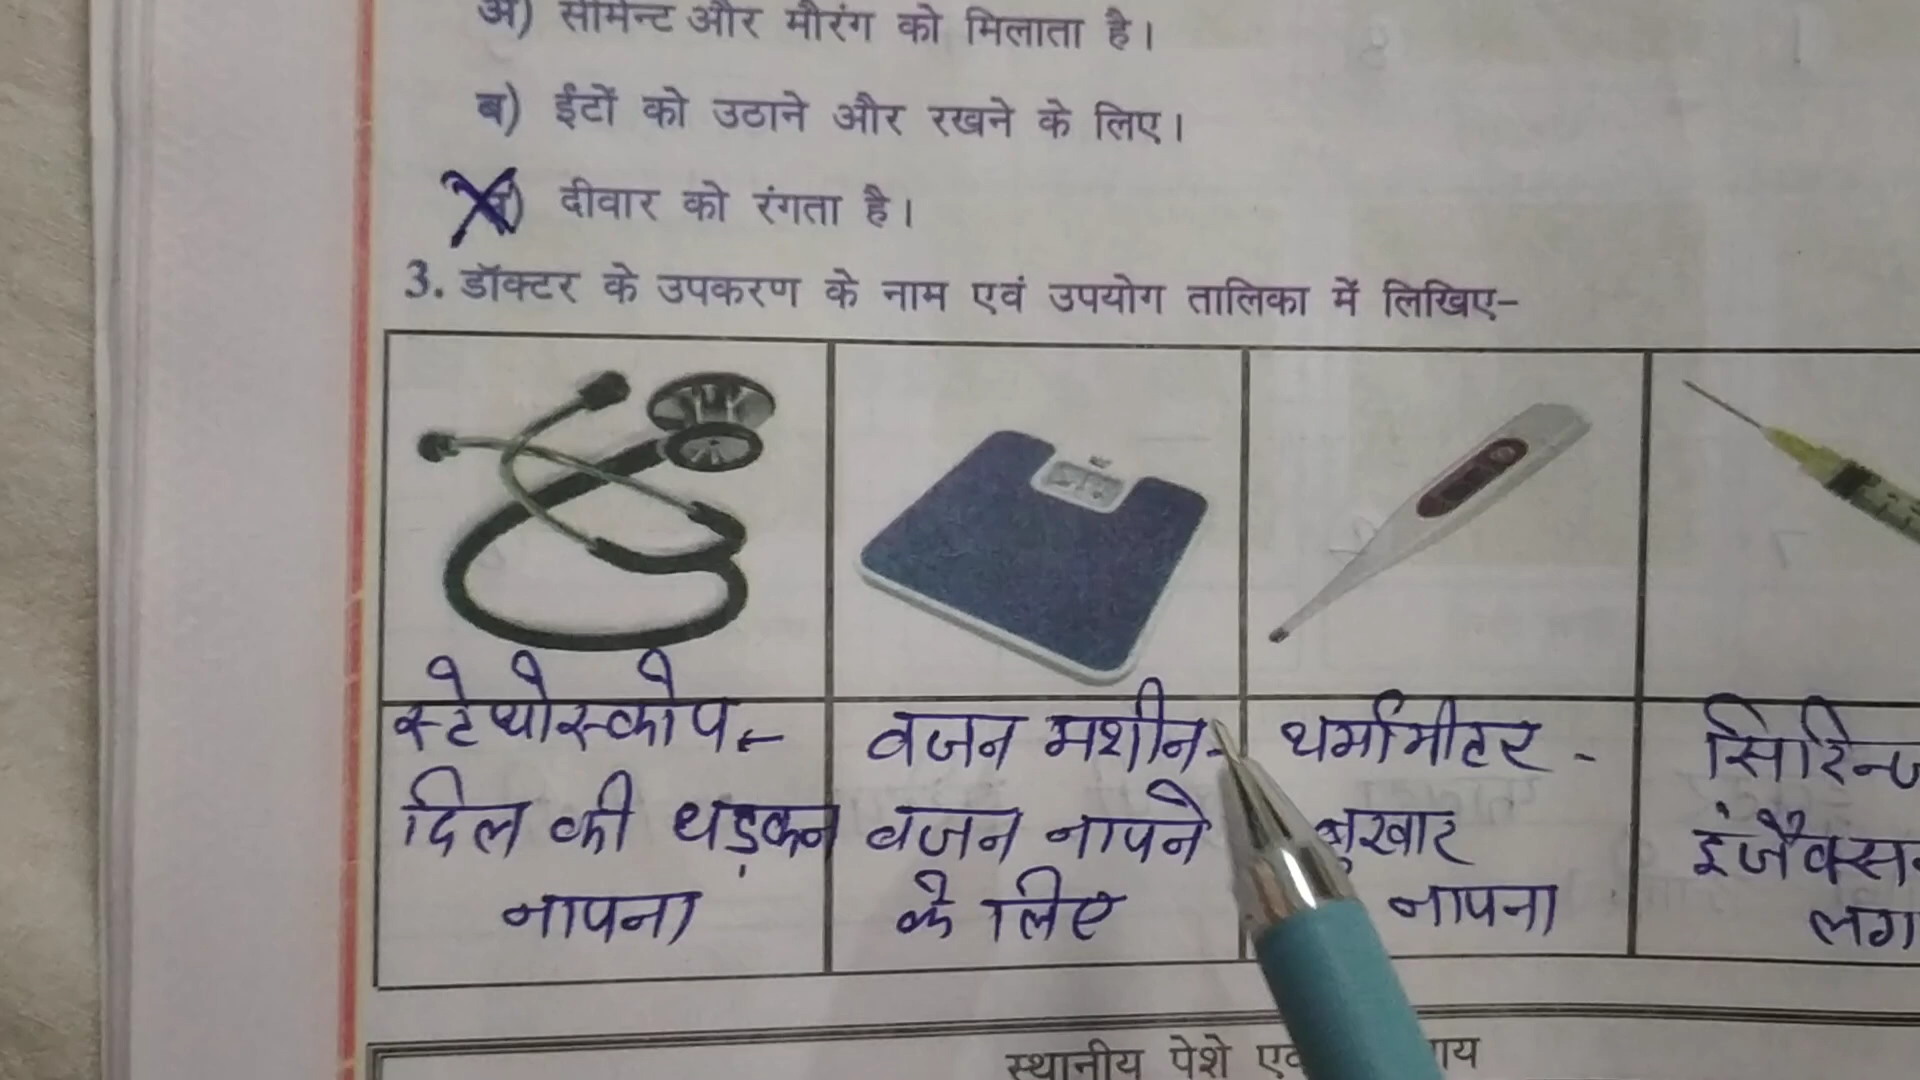 अ) सीमेन्ट और मौरंग को मिलाता है।
ब) ईंटों को उठाने और रखने के लिए।
दीवार को रंगता है।
3. डॉक्टर के उपकरण के नाम एवं उपयोग तालिका में लिखिए–
स्टेथोस्कोप -
दिल की धड़कन
नापना
वजन मशीन -
वजन नापने
के लिए
थर्मामीटर -
बुखार
नापना
स्थानीय पेशे